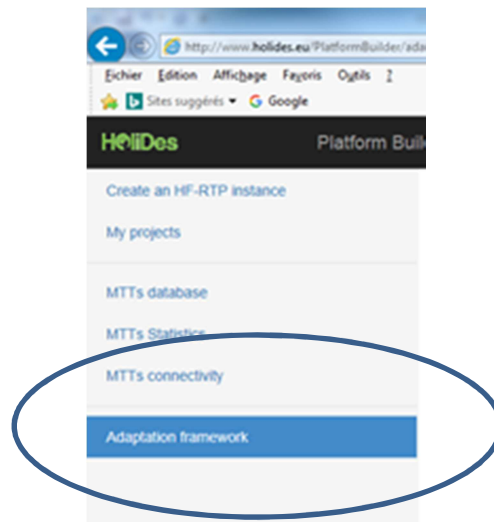 http://www.holides.eu/PlatformBuilder/ada
Eichier Edition Affichage Favoris Outils ?
Sites suggérés Google
HoliDes Platform Buil
Create an HF-RTP instance
My projects
MTTs database
MTTs Statistics
MTTs connectivity
Adaptation framework